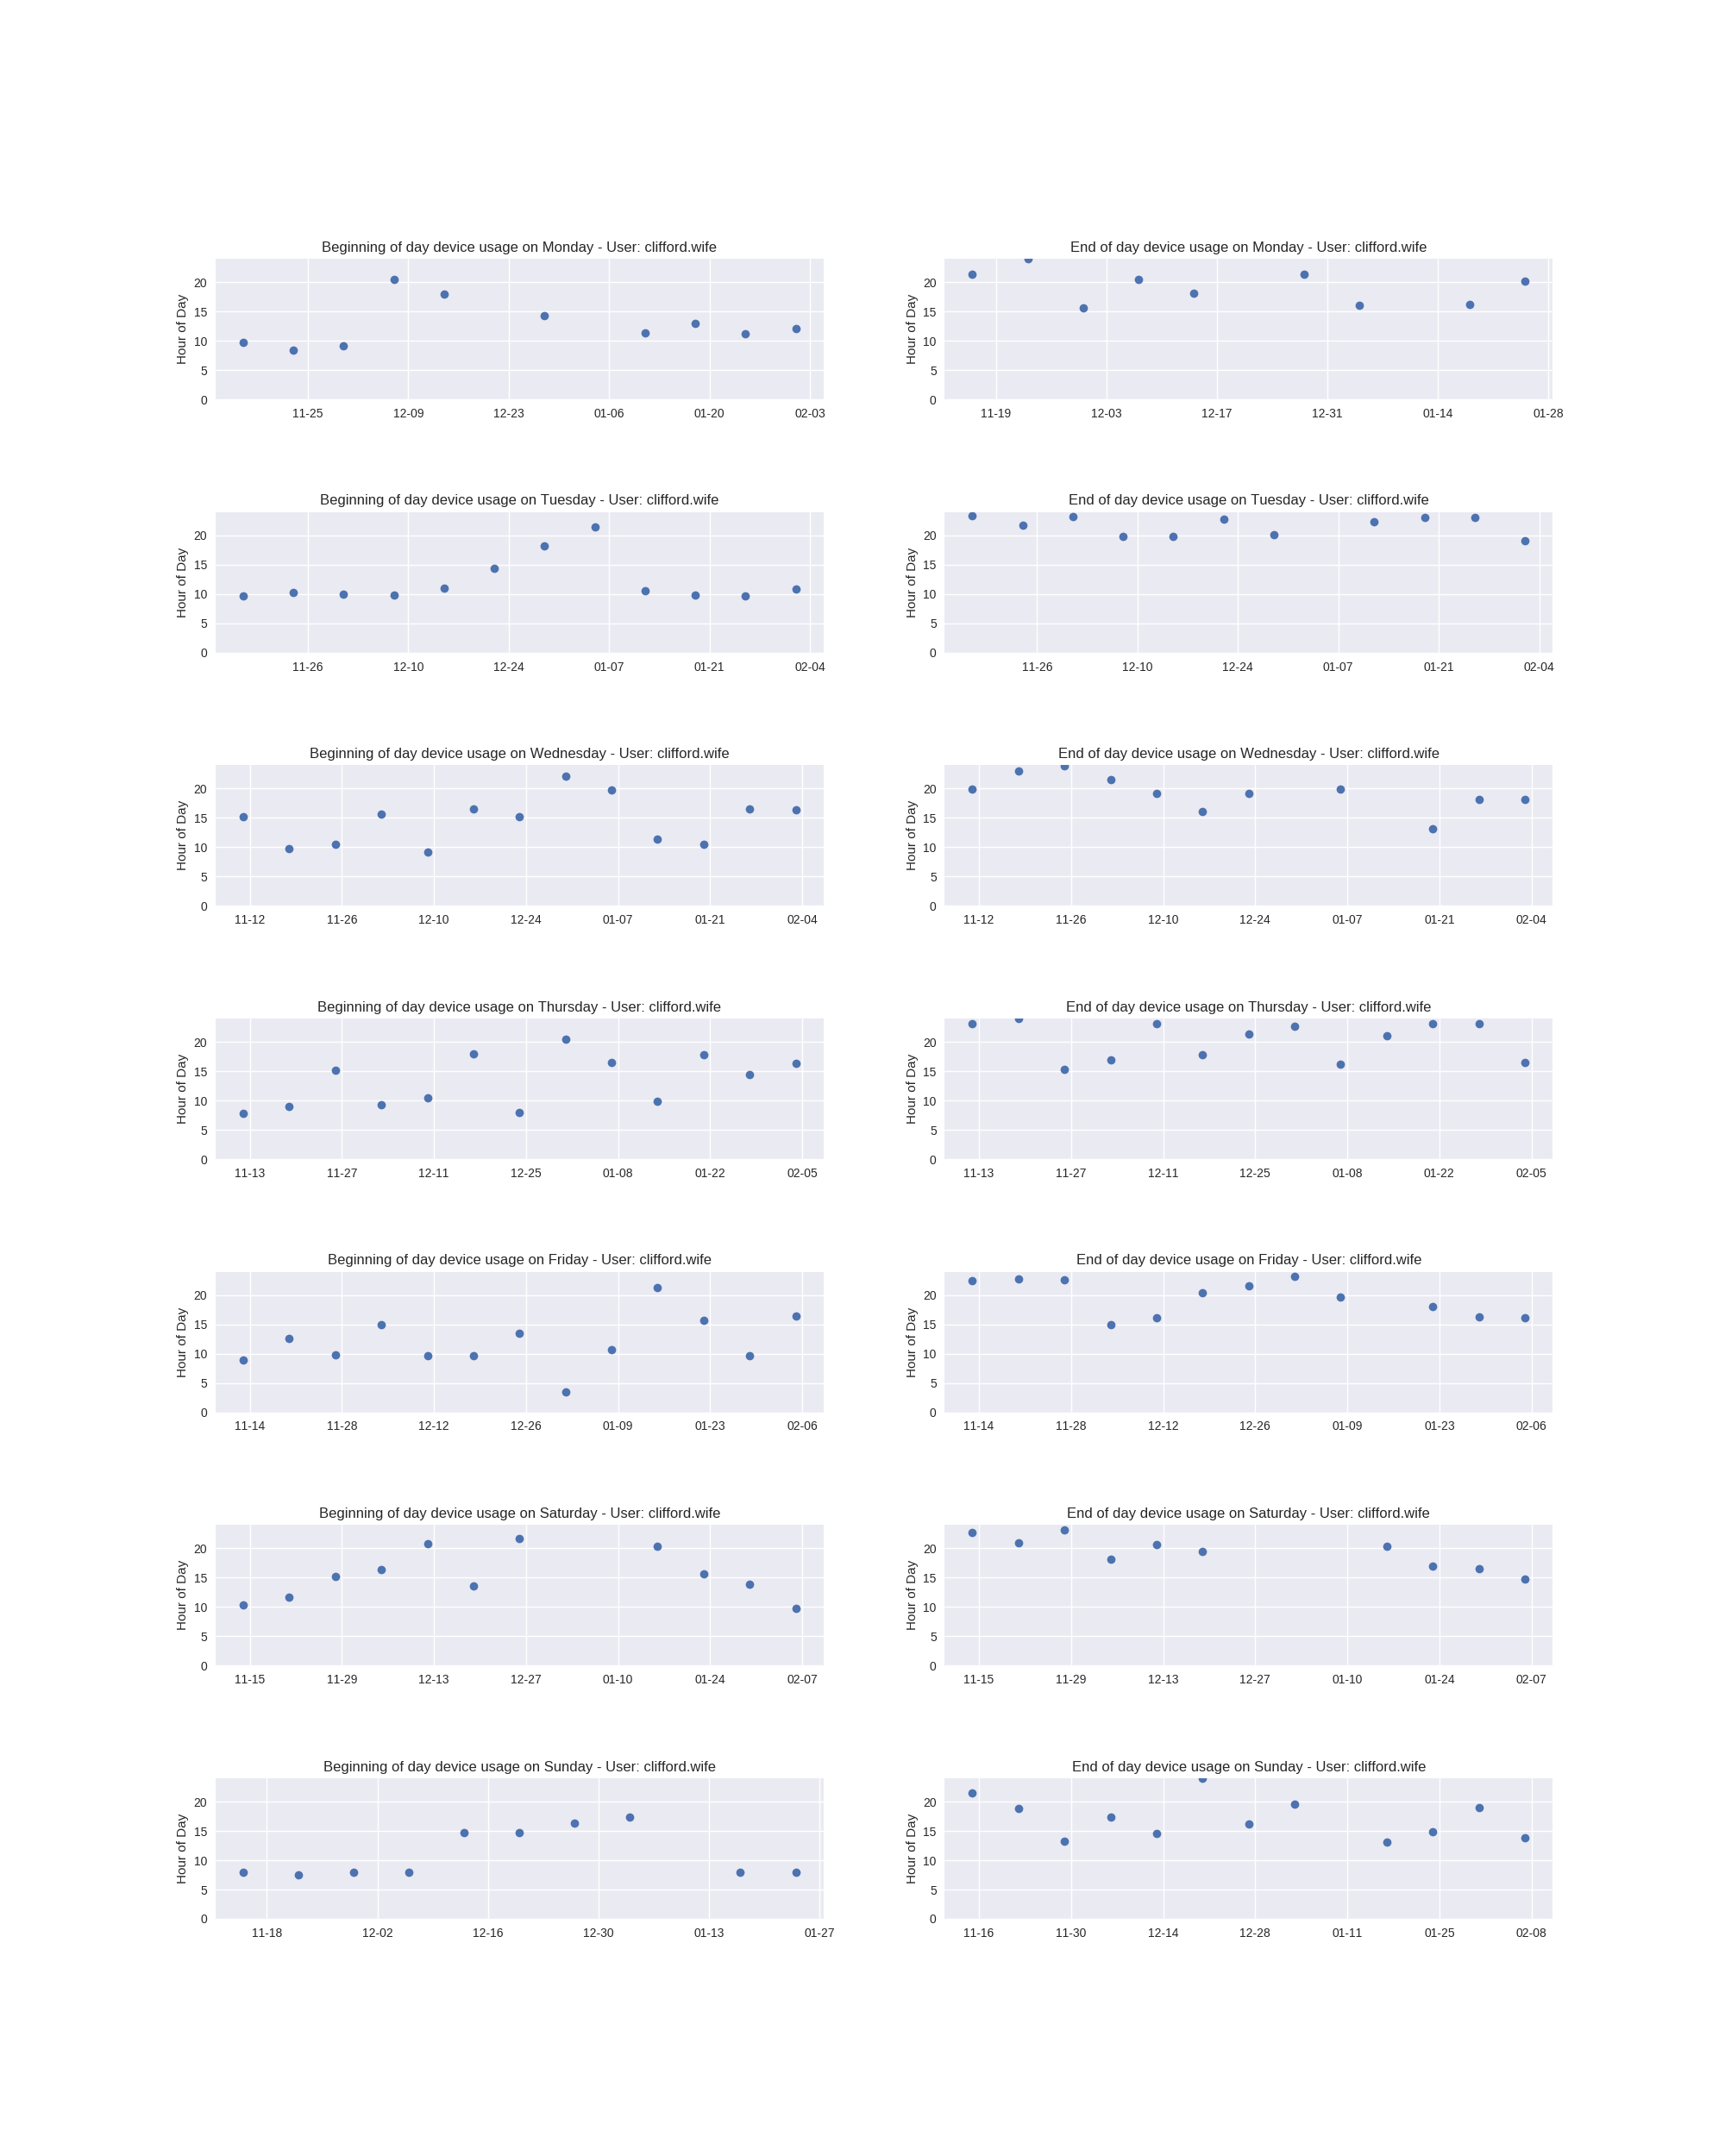 Beginning of day device usage on Monday - User: clifford.wife
Hour of Day
20
15
10
5
0
11-25 12-09 12-23 01-06 01-20 02-03
End of day device usage on Monday - User: clifford.wife
Hour of Day
20
15
10
5
0
11-19 12-03 12-17 12-31 01-14 01-28
Beginning of day device usage on Tuesday - User: clifford.wife
Hour of Day
20
15
10
5
0
11-26 12-10 12-24 01-07 01-21 02-04
End of day device usage on Tuesday - User: clifford.wife
Hour of Day
20
15
10
5
0
11-26 12-10 12-24 01-07 01-21 02-04
Beginning of day device usage on Wednesday - User: clifford.wife
Hour of Day
20
15
10
5
0
11-12 11-26 12-10 12-24 01-07 01-21 02-04
End of day device usage on Wednesday - User: clifford.wife
Hour of Day
20
15
10
5
0
11-12 11-26 12-10 12-24 01-07 01-21 02-04
Beginning of day device usage on Thursday - User: clifford.wife
Hour of Day
20
15
10
5
0
11-13 11-27 12-11 12-25 01-08 01-22 02-05
End of day device usage on Thursday - User: clifford.wife
Hour of Day
20
15
10
5
0
11-13 11-27 12-11 12-25 01-08 01-22 02-05
Beginning of day device usage on Friday - User: clifford.wife
Hour of Day
20
15
10
5
0
11-14 11-28 12-12 12-26 01-09 01-23 02-06
End of day device usage on Friday - User: clifford.wife
Hour of Day
20
15
10
5
0
11-14 11-28 12-12 12-26 01-09 01-23 02-06
Beginning of day device usage on Saturday - User: clifford.wife
Hour of Day
20
15
10
5
0
11-15 11-29 12-13 12-27 01-10 01-24 02-07
End of day device usage on Saturday - User: clifford.wife
Hour of Day
20
15
10
5
0
11-15 11-29 12-13 12-27 01-10 01-24 02-07
Beginning of day device usage on Sunday - User: clifford.wife
Hour of Day
20
15
10
5
0
11-18 12-02 12-16 12-30 01-13 01-27
End of day device usage on Sunday - User: clifford.wife
Hour of Day
20
15
10
5
0
11-16 11-30 12-14 12-28 01-11 01-25 02-08